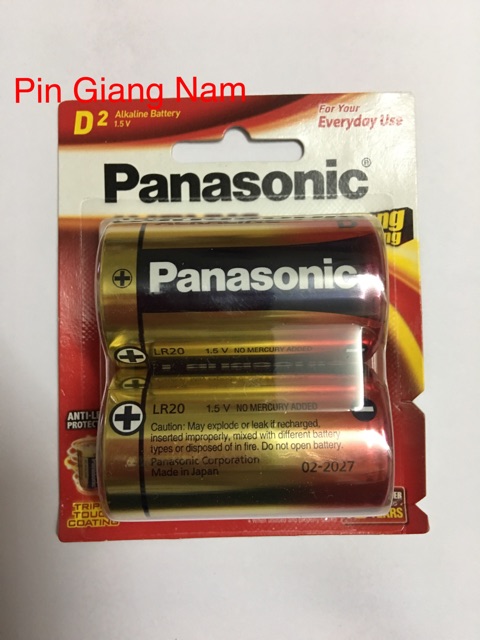 Pin Giang Nam
D2 Alkaline Battery
1.5 V
For Your
Everyday Use
Panasonic®
Panasonic
LR20 1.5 V NO MERCURY ADDED
LR20 1.5 V NO MERCURY ADDED
Caution: May explode or leak if recharged,
inserted improperly, mixed with different battery
types or disposed of in fire. Do not open battery.
Panasonic Corporation
Made in Japan 02-2027